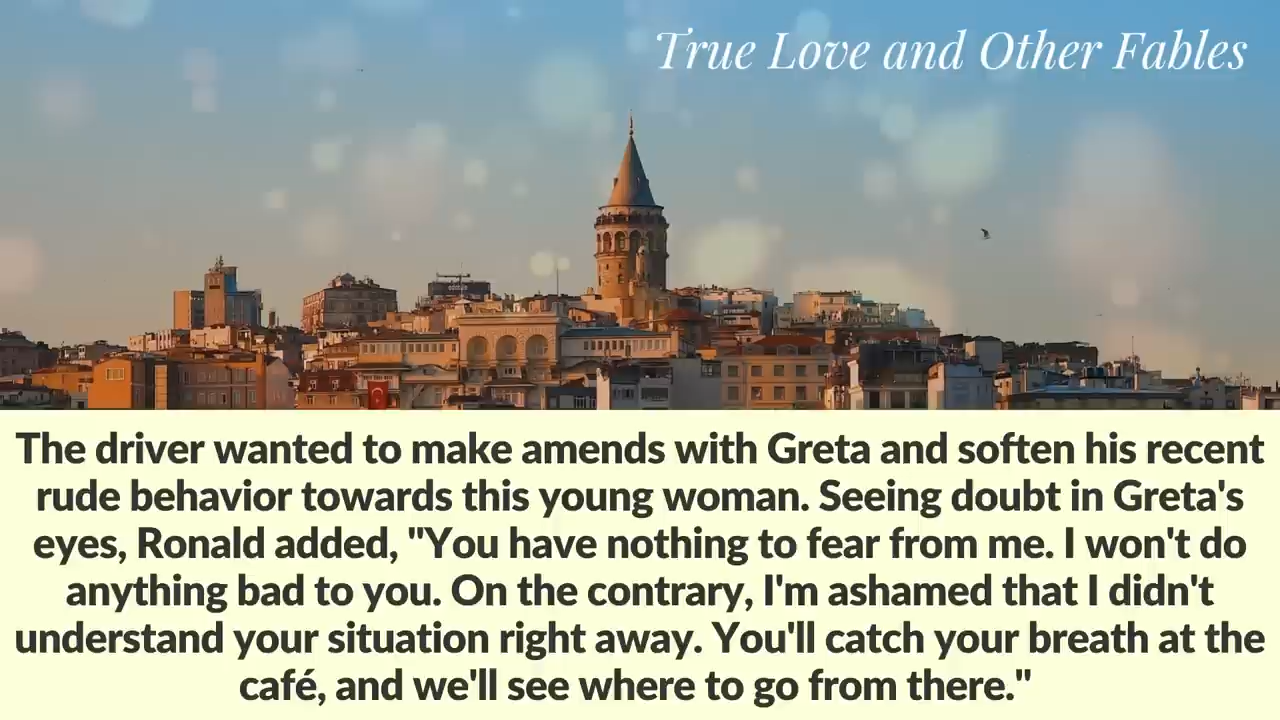 True Love and Other Fables
The driver wanted to make amends with Greta and soften his recent
rude behavior towards this young woman. Seeing doubt in Greta's
eyes, Ronald added, "You have nothing to fear from me. I won't do
anything bad to you. On the contrary, I'm ashamed that I didn't
understand your situation right away. You'll catch your breath at the
café, and we'll see where to go from there."